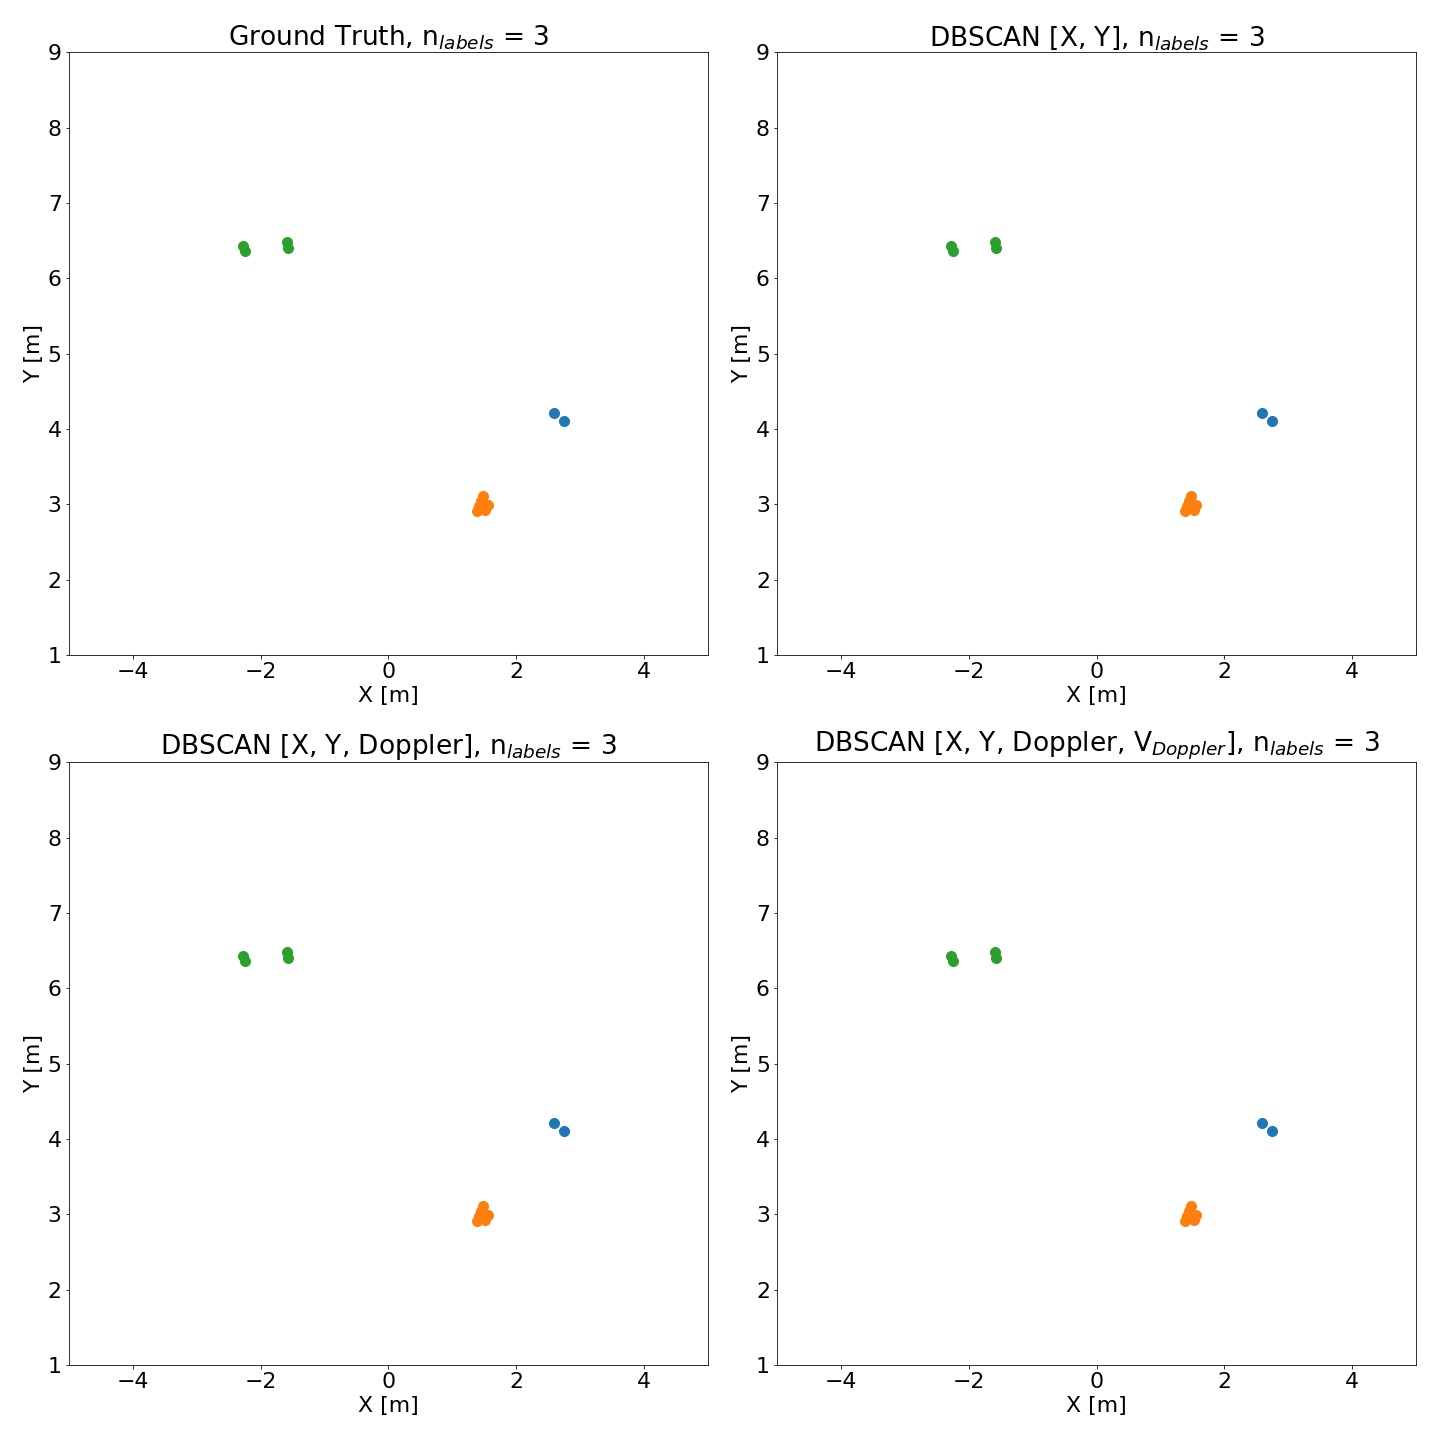 Ground Truth, n_labels = 3
9
8
7
6
5
4
3
2
1
Y [m]
−4 −2 0 2 4
X [m]
DBSCAN [X, Y], n_labels = 3
9
8
7
6
5
4
3
2
1
Y [m]
−4 −2 0 2 4
X [m]
DBSCAN [X, Y, Doppler], n_labels = 3
9
8
7
6
5
4
3
2
1
Y [m]
−4 −2 0 2 4
X [m]
DBSCAN [X, Y, Doppler, V_Doppler], n_labels = 3
9
8
7
6
5
4
3
2
1
Y [m]
−4 −2 0 2 4
X [m]